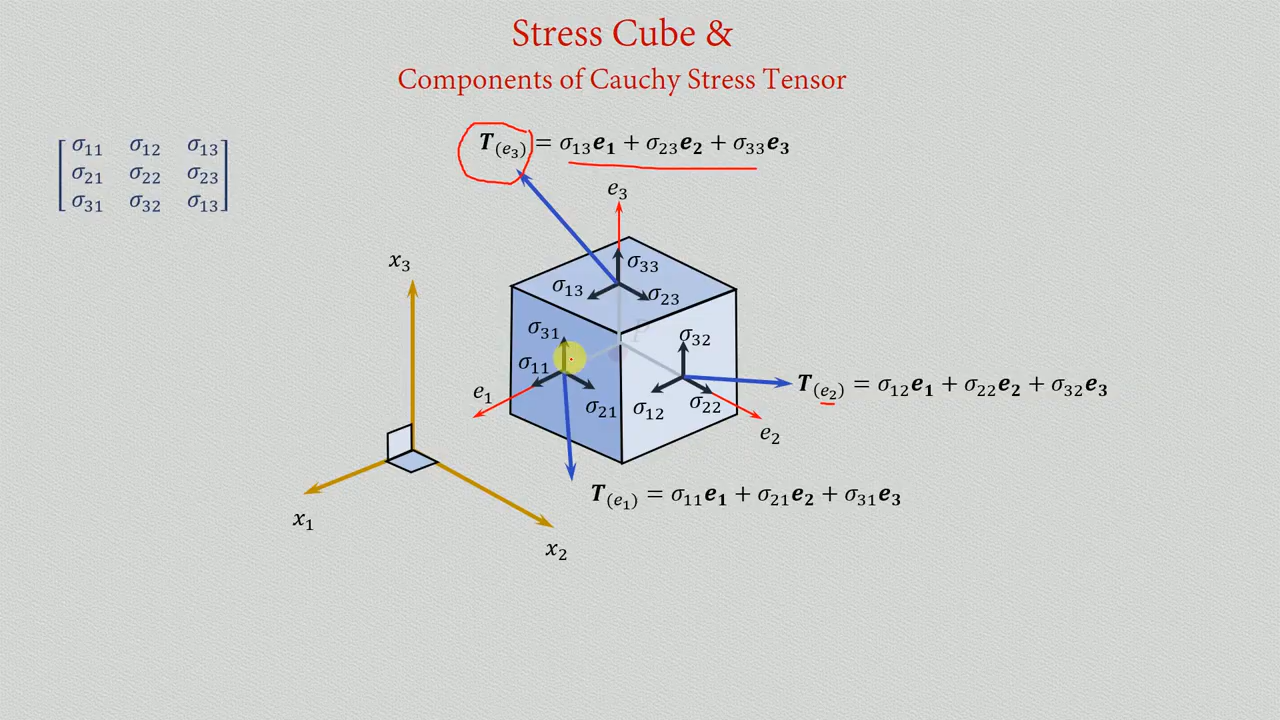 Stress Cube &
Components of Cauchy Stress Tensor
T(e₃) = σ₁₃e₁ + σ₂₃e₂ + σ₃₃e₃
σ₁₁ σ₁₂ σ₁₃
σ₂₁ σ₂₂ σ₂₃
σ₃₁ σ₃₂ σ₁₃
e₃
x₃
σ₃₃
σ₁₃
σ₂₃
σ₃₁
P
σ₃₂
σ₁₁
e₁
σ₂₁
σ₁₂
σ₂₂
T(e₂) = σ₁₂e₁ + σ₂₂e₂ + σ₃₂e₃
e₂
T(e₁) = σ₁₁e₁ + σ₂₁e₂ + σ₃₁e₃
x₁
x₂